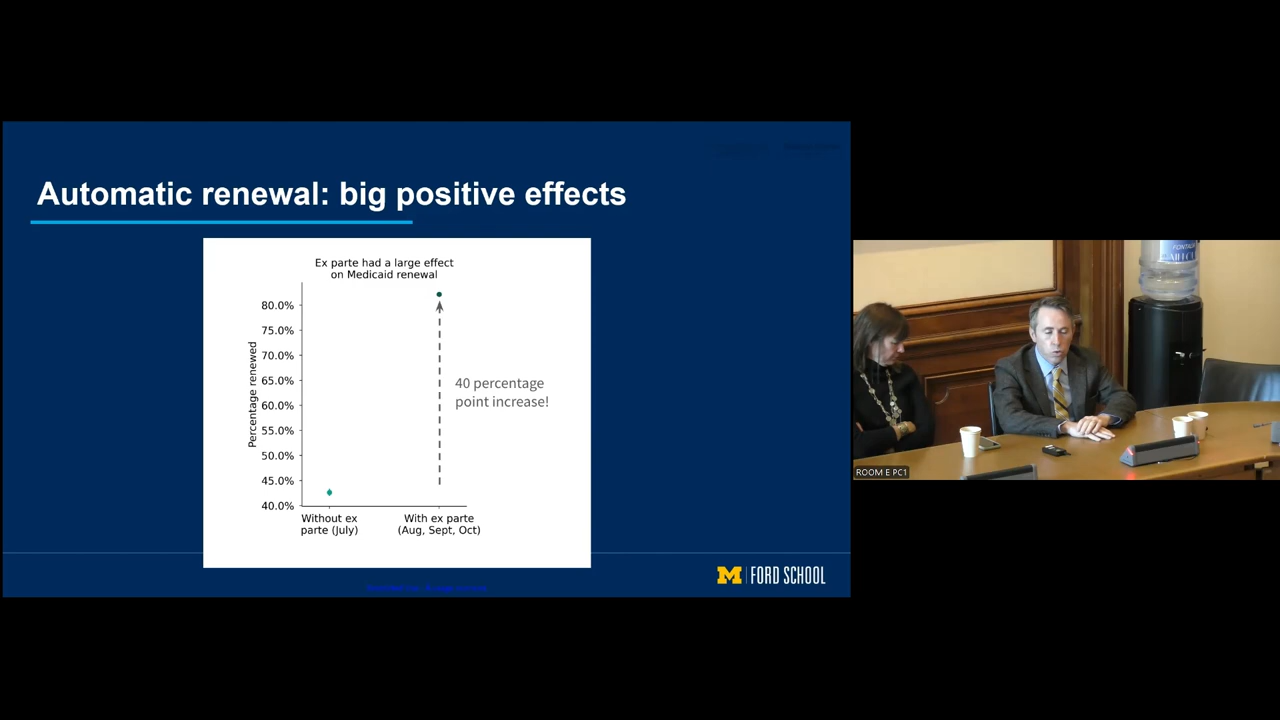 Automatic renewal: big positive effects
Ex parte had a large effect
on Medicaid renewal
Percentage renewed
80.0%
75.0%
70.0%
65.0%
60.0%
55.0%
50.0%
45.0%
40.0%
40 percentage
point increase!
Without ex
parte (July)
With ex parte
(Aug, Sept, Oct)
M FORD SCHOOL
ROOM E PC1